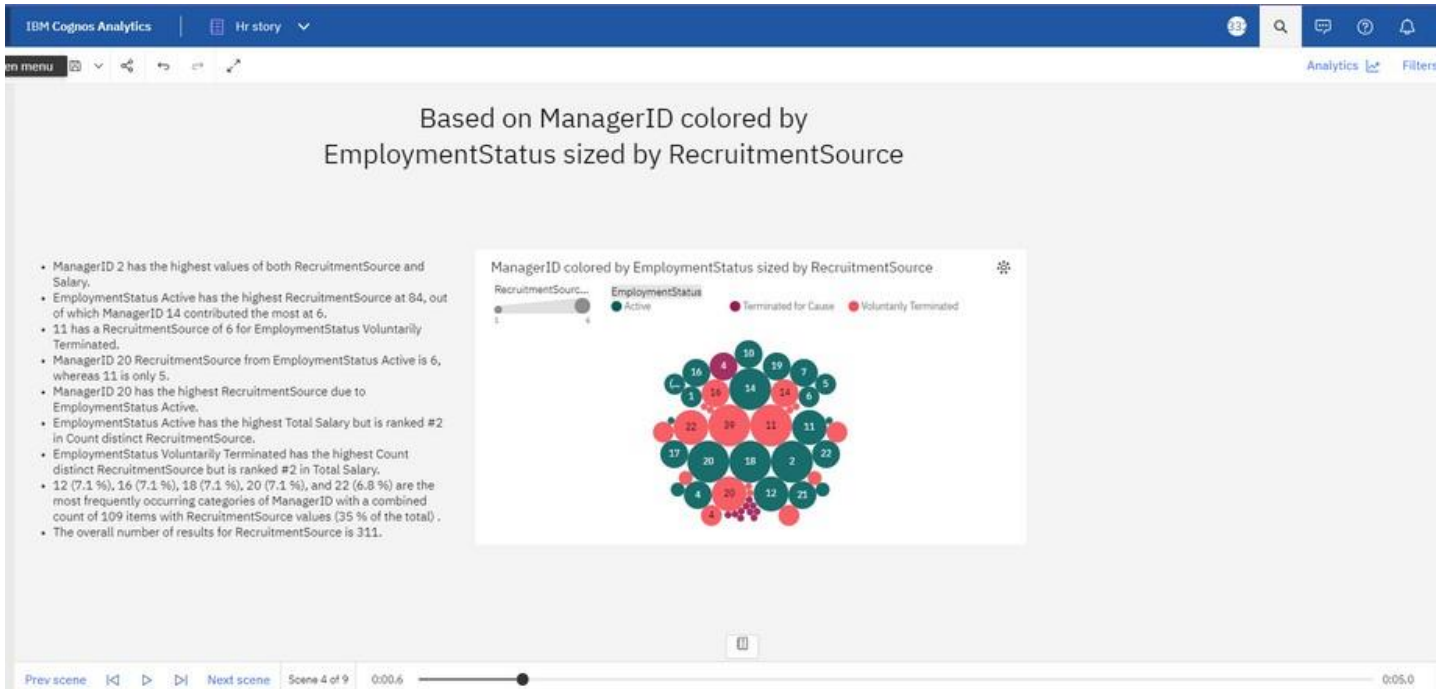 IBM Cognos Analytics
Hr story
en menu
Analytics
Filters
Based on ManagerID colored by
EmploymentStatus sized by RecruitmentSource
• ManagerID 2 has the highest values of both RecruitmentSource and
Salary.
• EmploymentStatus Active has the highest RecruitmentSource at 84, out
of which ManagerID 14 contributed the most at 6.
• 11 has a RecruitmentSource of 6 for EmploymentStatus Voluntarily
Terminated.
• ManagerID 20 RecruitmentSource from EmploymentStatus Active is 6,
whereas 11 is only 5.
• ManagerID 20 has the highest RecruitmentSource due to
EmploymentStatus Active.
• EmploymentStatus Active has the highest Total Salary but is ranked #2
in Count distinct RecruitmentSource.
• EmploymentStatus Voluntarily Terminated has the highest Count
distinct RecruitmentSource but is ranked #2 in Total Salary.
• 12 (7.1 %), 16 (7.1 %), 18 (7.1 %), 20 (7.1 %), and 22 (6.8 %) are the
most frequently occurring categories of ManagerID with a combined
count of 109 items with RecruitmentSource values (35 % of the total) .
• The overall number of results for RecruitmentSource is 311.
ManagerID colored by EmploymentStatus sized by RecruitmentSource
RecruitmentSourc... EmploymentStatus
Active Terminated for Cause Voluntarily Terminated
1 6
10
16 4 19 7
(... 1 16 14 14 6 5
22 39 11 11
17 20 18 2 22
4 20 12 21
4
Prev scene Next scene Scene 4 of 9 0:00.6 0:05.0